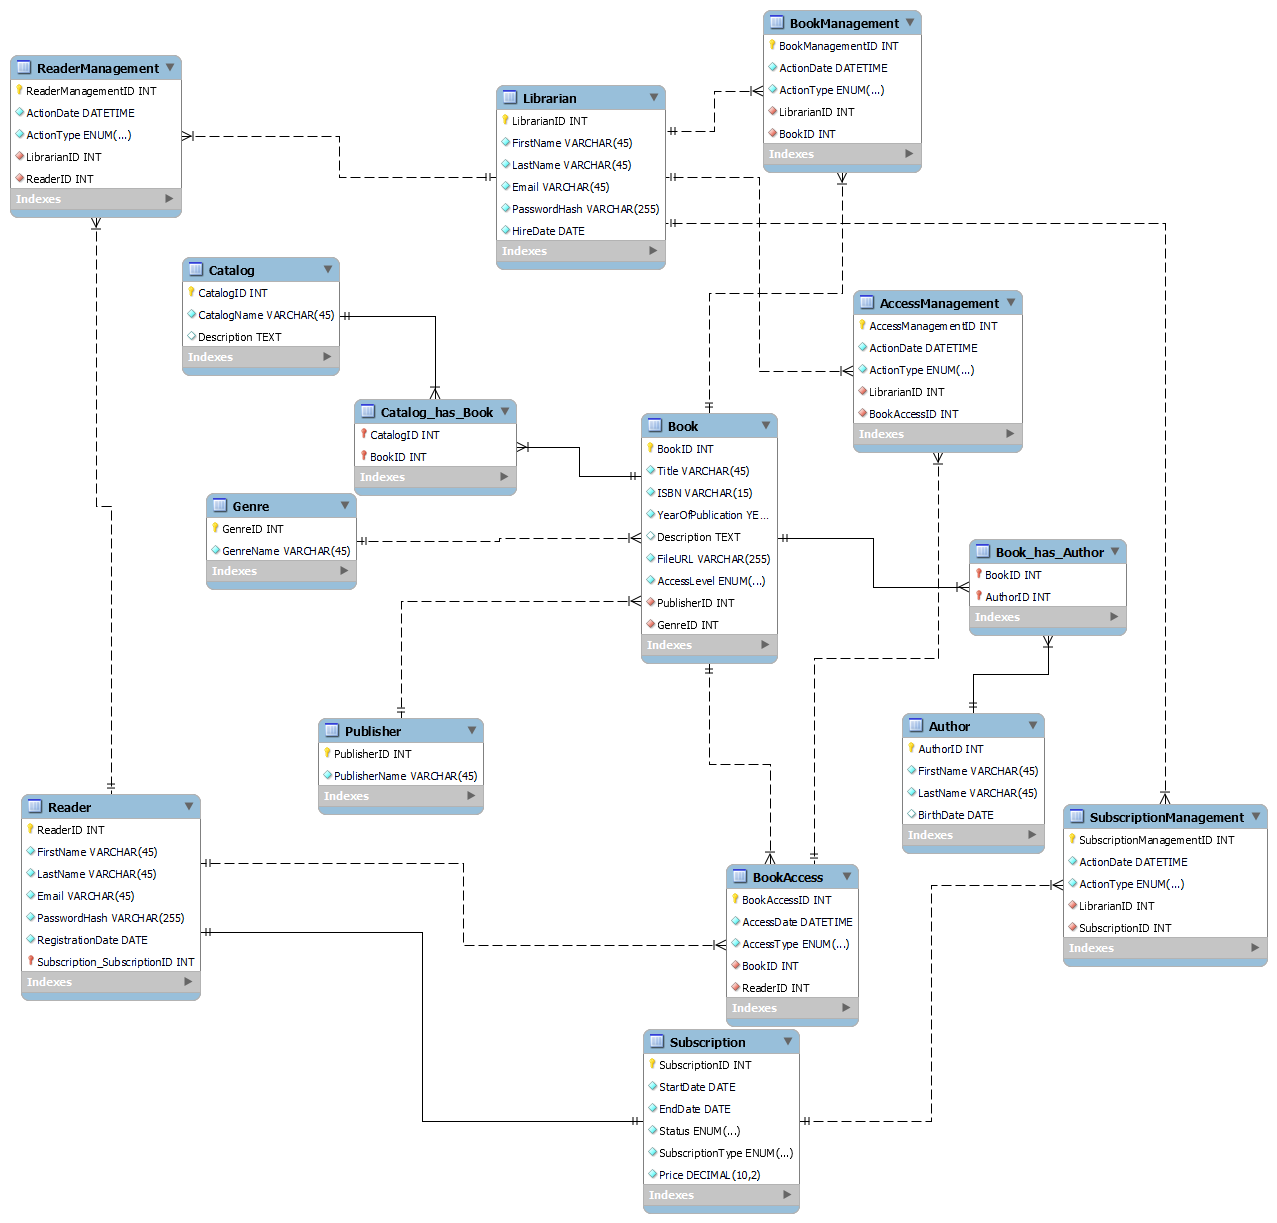 BookManagement
BookManagementID INT
ActionDate DATETIME
ActionType ENUM(...)
LibrarianID INT
BookID INT
Indexes
ReaderManagement
ReaderManagementID INT
ActionDate DATETIME
ActionType ENUM(...)
LibrarianID INT
ReaderID INT
Indexes
Librarian
LibrarianID INT
FirstName VARCHAR(45)
LastName VARCHAR(45)
Email VARCHAR(45)
PasswordHash VARCHAR(255)
HireDate DATE
Indexes
Catalog
CatalogID INT
CatalogName VARCHAR(45)
Description TEXT
Indexes
AccessManagement
AccessManagementID INT
ActionDate DATETIME
ActionType ENUM(...)
LibrarianID INT
BookAccessID INT
Indexes
Catalog_has_Book
CatalogID INT
BookID INT
Indexes
Book
BookID INT
Title VARCHAR(45)
ISBN VARCHAR(15)
YearOfPublication YE...
Description TEXT
FileURL VARCHAR(255)
AccessLevel ENUM(...)
PublisherID INT
GenreID INT
Indexes
Genre
GenreID INT
GenreName VARCHAR(45)
Indexes
Book_has_Author
BookID INT
AuthorID INT
Indexes
Publisher
PublisherID INT
PublisherName VARCHAR(45)
Indexes
Author
AuthorID INT
FirstName VARCHAR(45)
LastName VARCHAR(45)
BirthDate DATE
Indexes
Reader
ReaderID INT
FirstName VARCHAR(45)
LastName VARCHAR(45)
Email VARCHAR(45)
PasswordHash VARCHAR(255)
RegistrationDate DATE
Subscription_SubscriptionID INT
Indexes
SubscriptionManagement
SubscriptionManagementID INT
ActionDate DATETIME
ActionType ENUM(...)
LibrarianID INT
SubscriptionID INT
Indexes
BookAccess
BookAccessID INT
AccessDate DATETIME
AccessType ENUM(...)
BookID INT
ReaderID INT
Indexes
Subscription
SubscriptionID INT
StartDate DATE
EndDate DATE
Status ENUM(...)
SubscriptionType ENUM(...)
Price DECIMAL(10,2)
Indexes